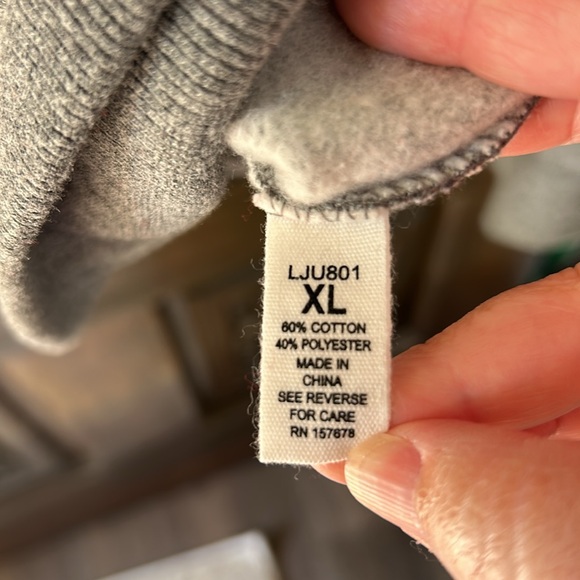 LJU801
XL
60% COTTON
40% POLYESTER
MADE IN
CHINA
SEE REVERSE
FOR CARE
RN 157678